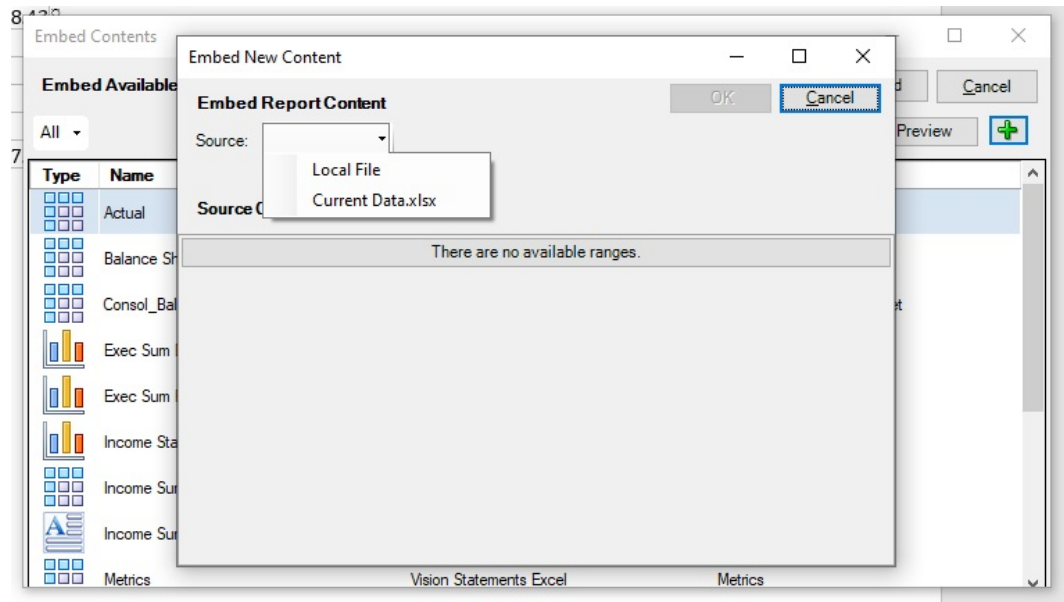 Embed Contents
Embed Available
Cancel
All
Preview
Type Name
Actual
Balance Sh
Consol_Bal
Exec Sum
Exec Sum
Income Sta
Income Sur
Income Sur
Metrics Vision Statements Excel Metrics
Embed New Content
Embed Report Content
OK Cancel
Source:
Local File
Current Data.xlsx
Source
There are no available ranges.